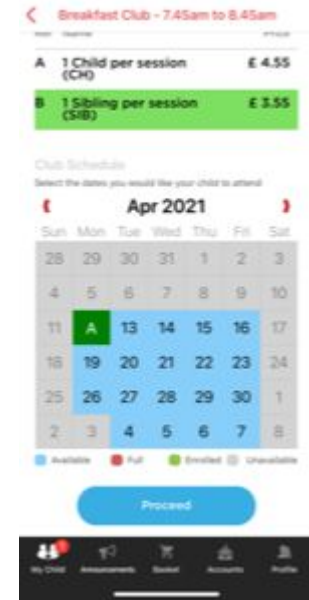 Breakfast Club - 7.45am to 8.45am
A 1 Child per session (CH) £ 4.55
B 1 Sibling per session (SIB) £ 3.55
Club Schedule
Select the dates you would like your child to attend
Apr 2021
Sun Mon Tue Wed Thu Fri Sat
28 29 30 31 1 2 3
4 5 6 7 8 9 10
11 A 13 14 15 16 17
18 19 20 21 22 23 24
25 26 27 28 29 30 1
2 3 4 5 6 7 8
Available Full Enrolled Unavailable
Proceed
My Child Announcements Basket Accounts Profile